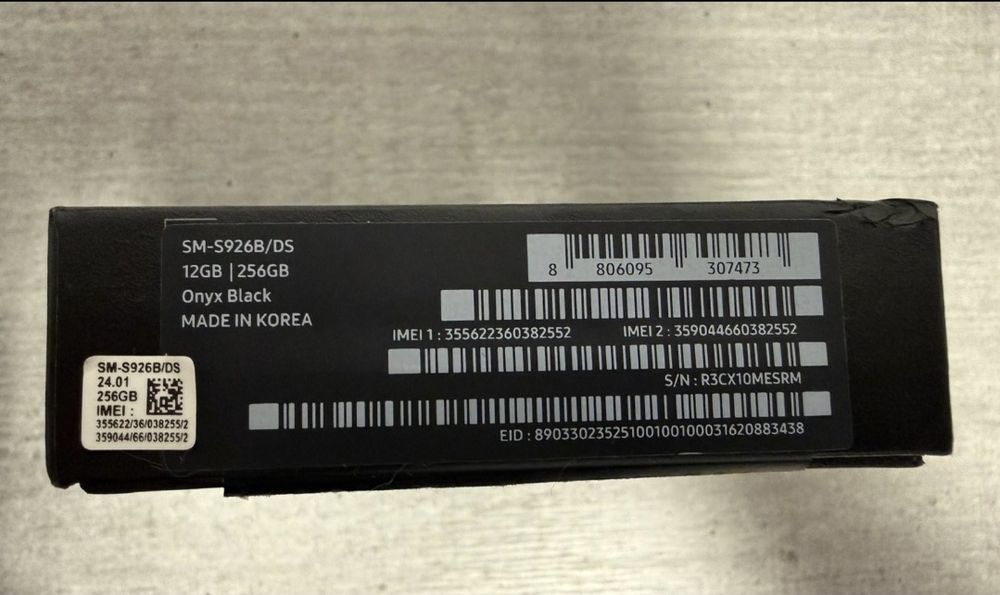 SM-S926B/DS
12GB | 256GB
Onyx Black
MADE IN KOREA
8 806095 307473
IMEI 1 : 355622360382552 IMEI 2 : 359044660382552
S/N : R3CX10MESRM
EID : 89033023525100100100031620883438
SM-S926B/DS
24.01
256GB
IMEI :
355622/36/038255/2
359044/66/038255/2